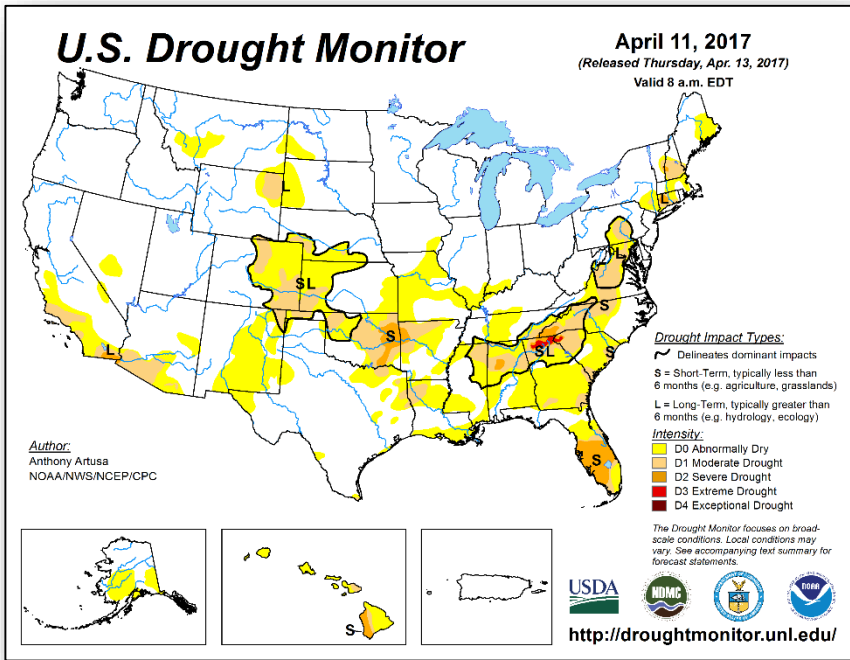 U.S. Drought Monitor
April 11, 2017
(Released Thursday, Apr. 13, 2017)
Valid 8 a.m. EDT
L
SL
S
L
S
SL
S
S
L
L
S
Drought Impact Types:
Delineates dominant impacts
S = Short-Term, typically less than
6 months (e.g. agriculture, grasslands)
L = Long-Term, typically greater than
6 months (e.g. hydrology, ecology)
Intensity:
D0 Abnormally Dry
D1 Moderate Drought
D2 Severe Drought
D3 Extreme Drought
D4 Exceptional Drought
Author:
Anthony Artusa
NOAA/NWS/NCEP/CPC
The Drought Monitor focuses on broad-
scale conditions. Local conditions may
vary. See accompanying text summary for
forecast statements.
S
USDA
NDMC
NOAA
http://droughtmonitor.unl.edu/